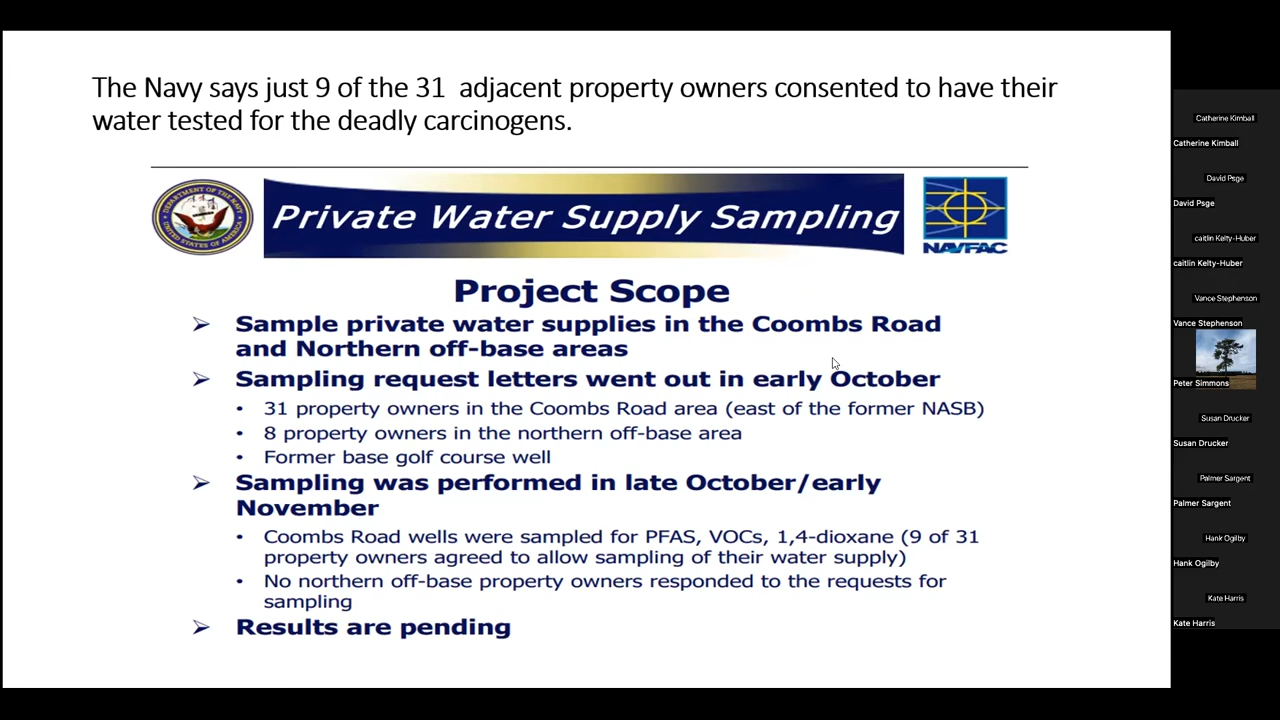 The Navy says just 9 of the 31 adjacent property owners consented to have their
water tested for the deadly carcinogens.
DEPARTMENT OF THE NAVY
UNITED STATES OF AMERICA
Private Water Supply Sampling
NAVFAC
Project Scope
➢ Sample private water supplies in the Coombs Road
and Northern off-base areas
➢ Sampling request letters went out in early October
• 31 property owners in the Coombs Road area (east of the former NASB)
• 8 property owners in the northern off-base area
• Former base golf course well
➢ Sampling was performed in late October/early
November
• Coombs Road wells were sampled for PFAS, VOCs, 1,4-dioxane (9 of 31
property owners agreed to allow sampling of their water supply)
• No northern off-base property owners responded to the requests for
sampling
➢ Results are pending
Catherine Kimball
Catherine Kimball
David Psge
David Psge
caitlin Kelty-Huber
caitlin Kelty-Huber
Vance Stephenson
Vance Stephenson
Peter Simmons
Susan Drucker
Susan Drucker
Palmer Sargent
Palmer Sargent
Hank Ogilby
Hank Ogilby
Kate Harris
Kate Harris